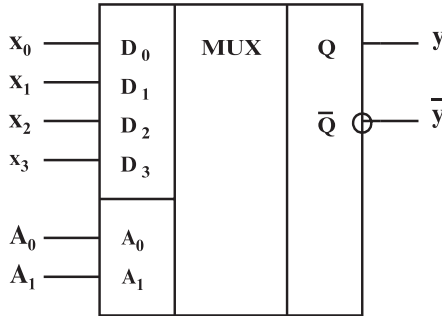 x₀ D₀ MUX Q y
x₁ D₁
x₂ D₂ Q̅ y̅
x₃ D₃
A₀ A₀
A₁ A₁